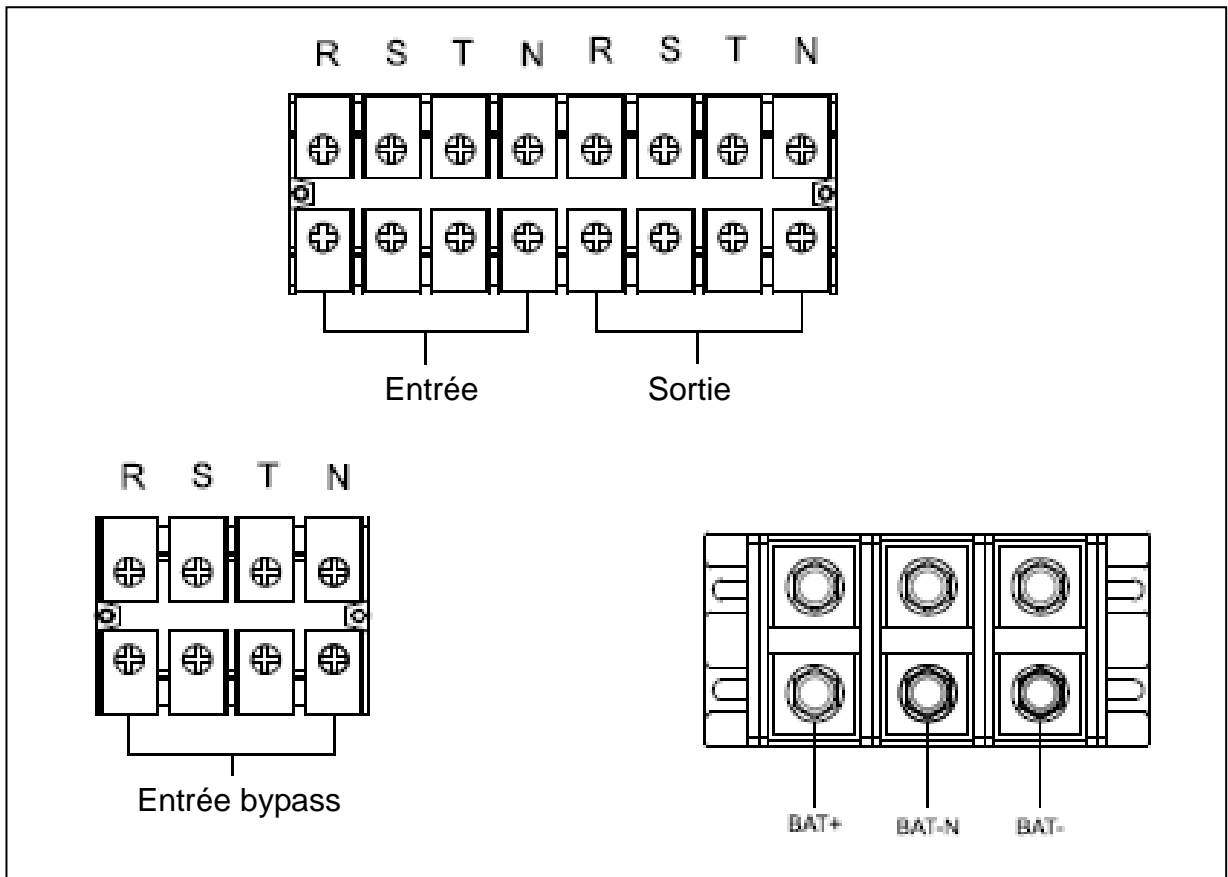 R S T N R S T N
Entrée Sortie
R S T N
Entrée bypass
BAT+ BAT-N BAT-